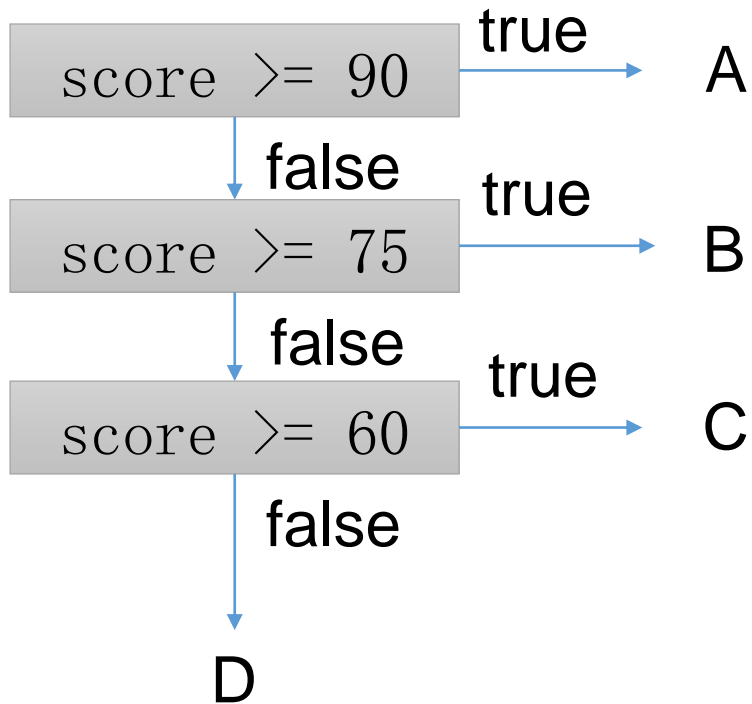 true
score >= 90
A
false
true
score >= 75
B
false
true
score >= 60
C
false
D